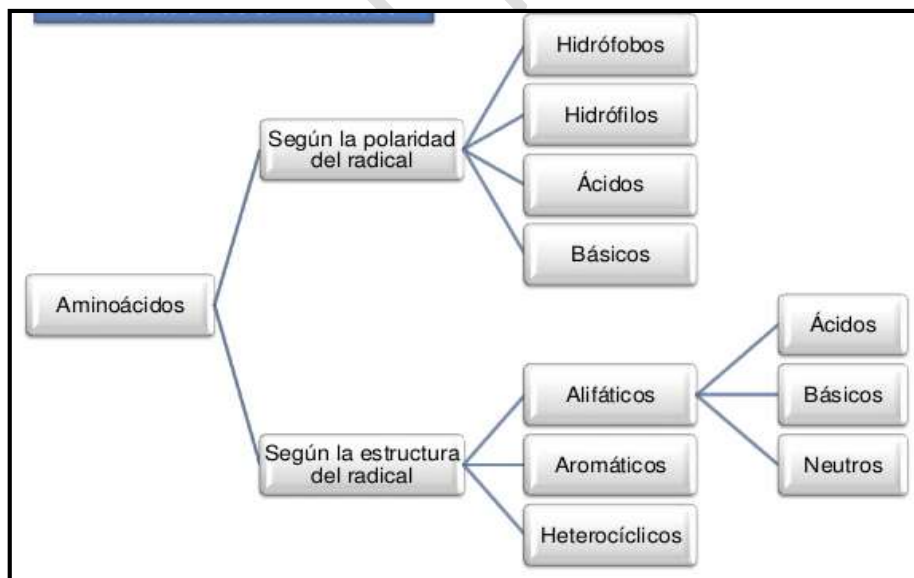 Hidrófobos
Hidrófilos
Según la polaridad
del radical
Ácidos
Básicos
Aminoácidos
Ácidos
Alifáticos
Básicos
Según la estructura
del radical
Aromáticos
Neutros
Heterocíclicos